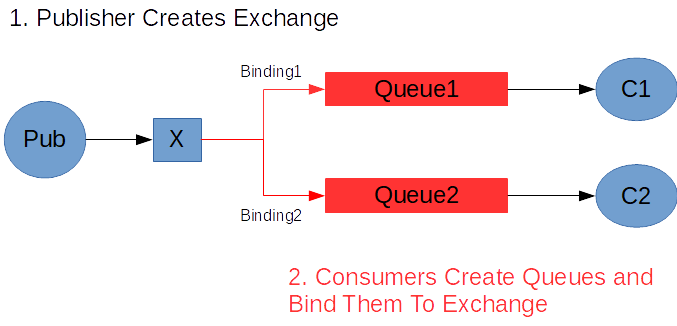 1. Publisher Creates Exchange
Binding1
Queue1
C1
Pub
X
Queue2
C2
Binding2
2. Consumers Create Queues and
Bind Them To Exchange